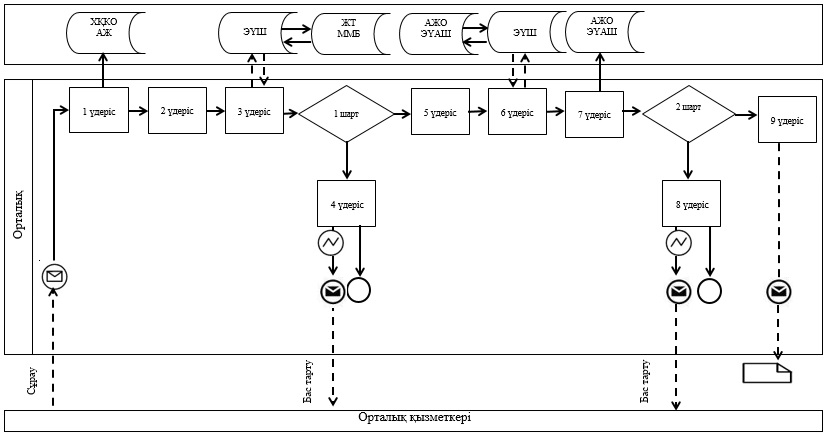 ХҚКО
АЖ
ЭҮШ
ЖТ
ММБ
АЖО
ЭҮАШ
ЭҮШ
АЖО
ЭҮАШ
1 үдеріс
2 үдеріс
3 үдеріс
1 шарт
5 үдеріс
6 үдеріс
7 үдеріс
2 шарт
9 үдеріс
4 үдеріс
8 үдеріс
Орталық
Сұрау
Бас тарту
Бас тарту
Орталық қызметкері